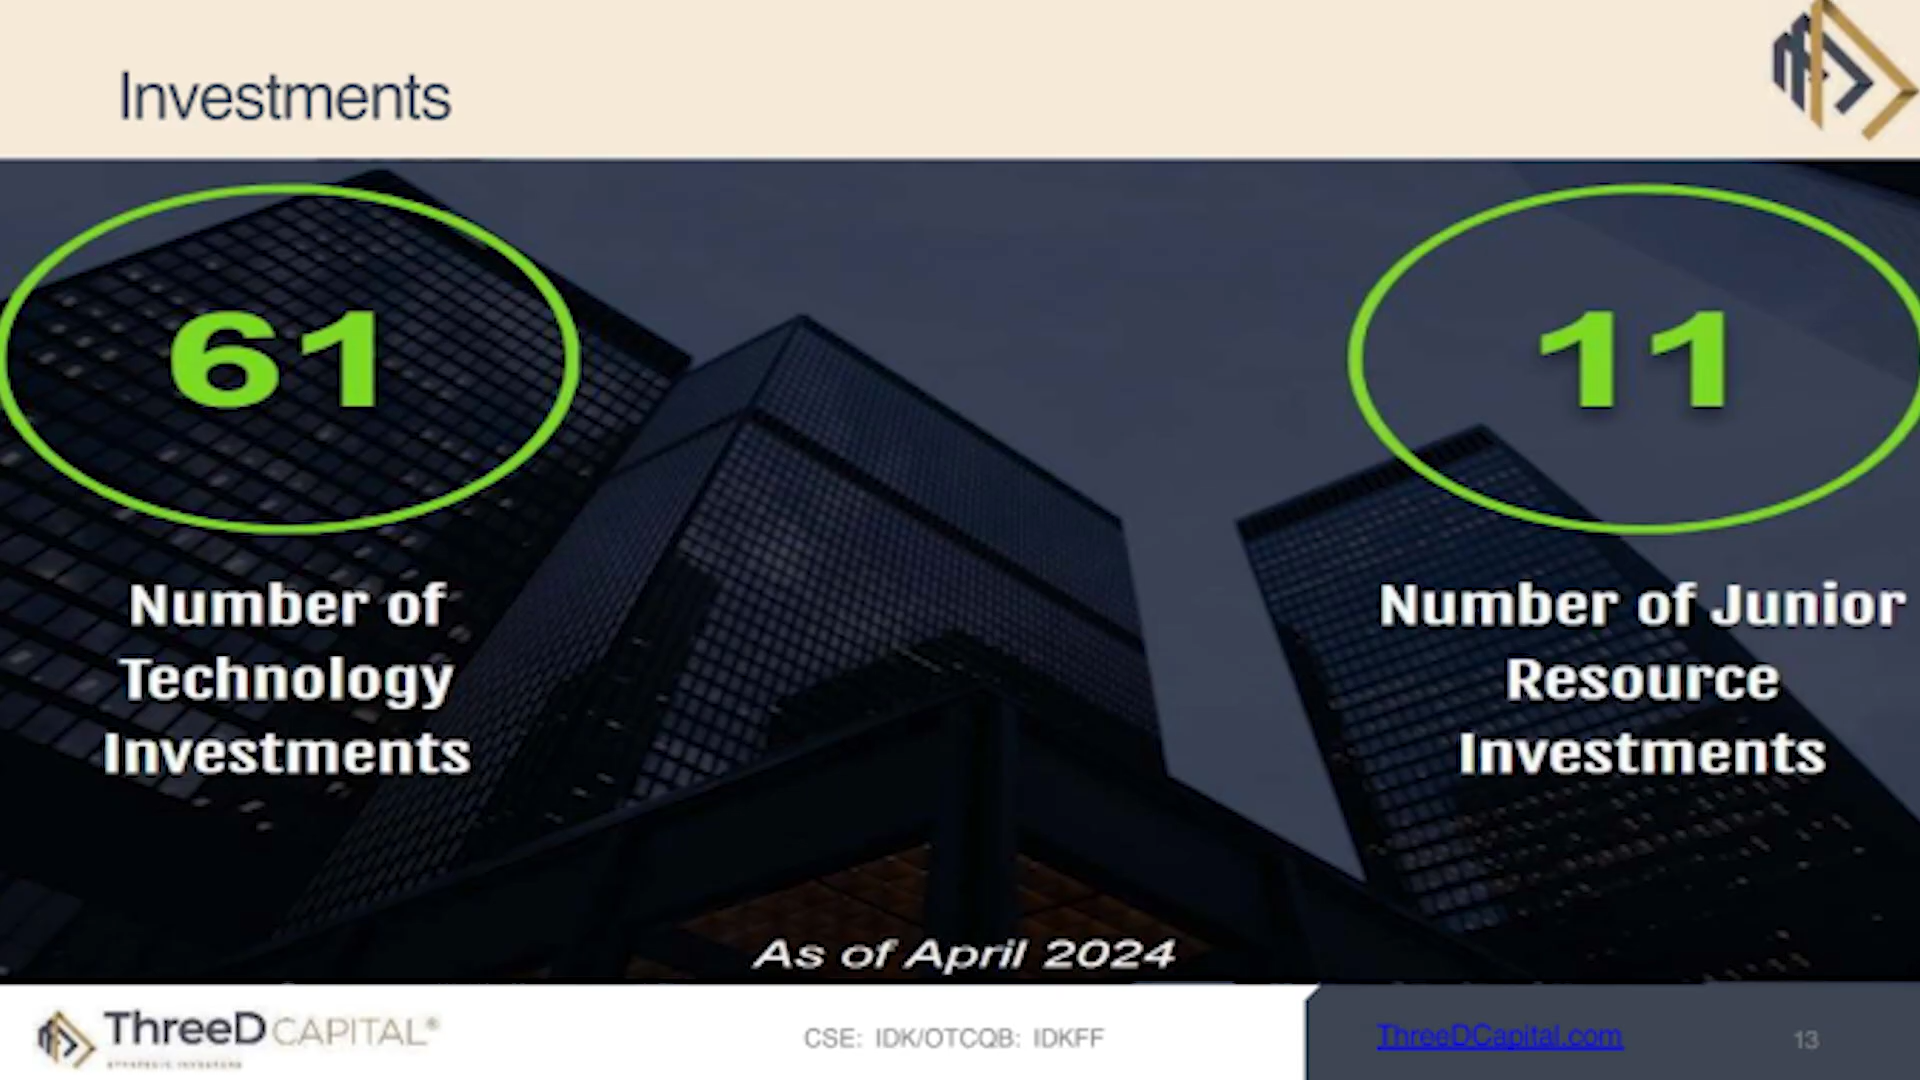 Investments
61
11
Number of
Technology
Investments
Number of Junior
Resource
Investments
As of April 2024
ThreeD CAPITAL®
CSE: IDK/OTCQB: IDKFF
ThreeDCapital.com
13